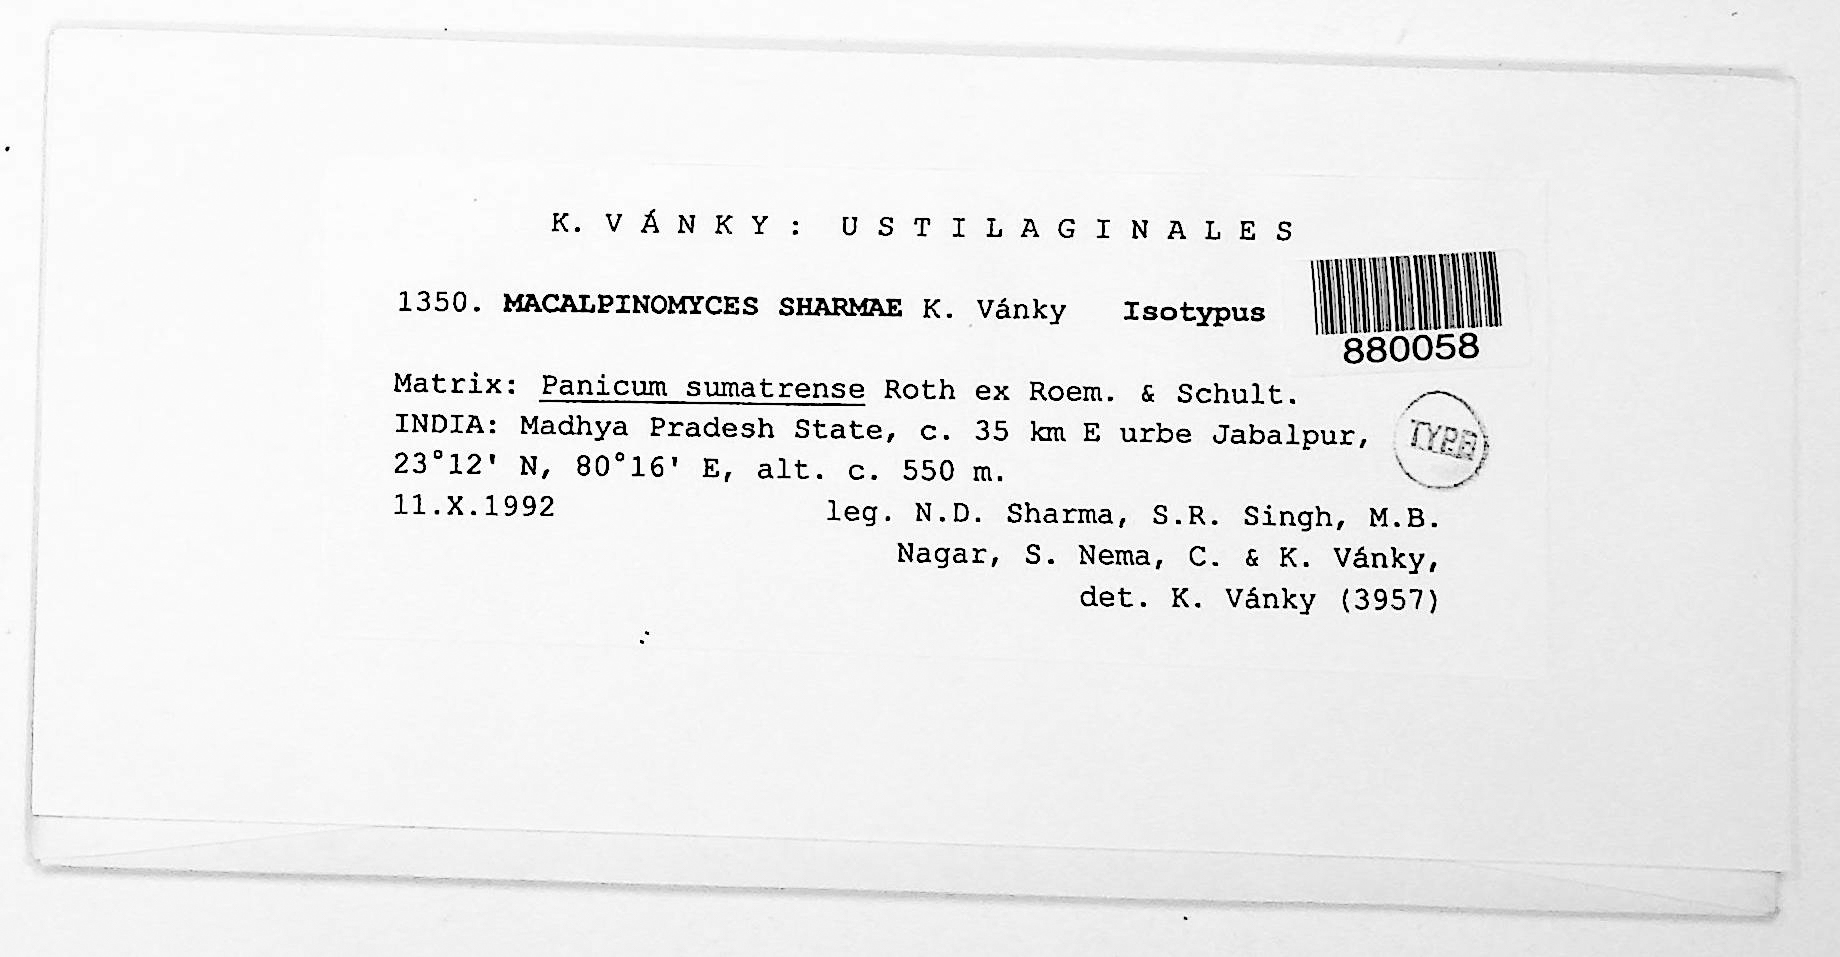 K. VÁNKY: USTILAGINALES
1350. MACALPINOMYCES SHARMAE K. Vánky Isotypus
880058
Matrix: Panicum sumatrense Roth ex Roem. & Schult.
INDIA: Madhya Pradesh State, c. 35 km E urbe Jabalpur,
TYPE
23°12' N, 80°16' E, alt. c. 550 m.
11.X.1992 leg. N.D. Sharma, S.R. Singh, M.B.
Nagar, S. Nema, C. & K. Vánky,
det. K. Vánky (3957)